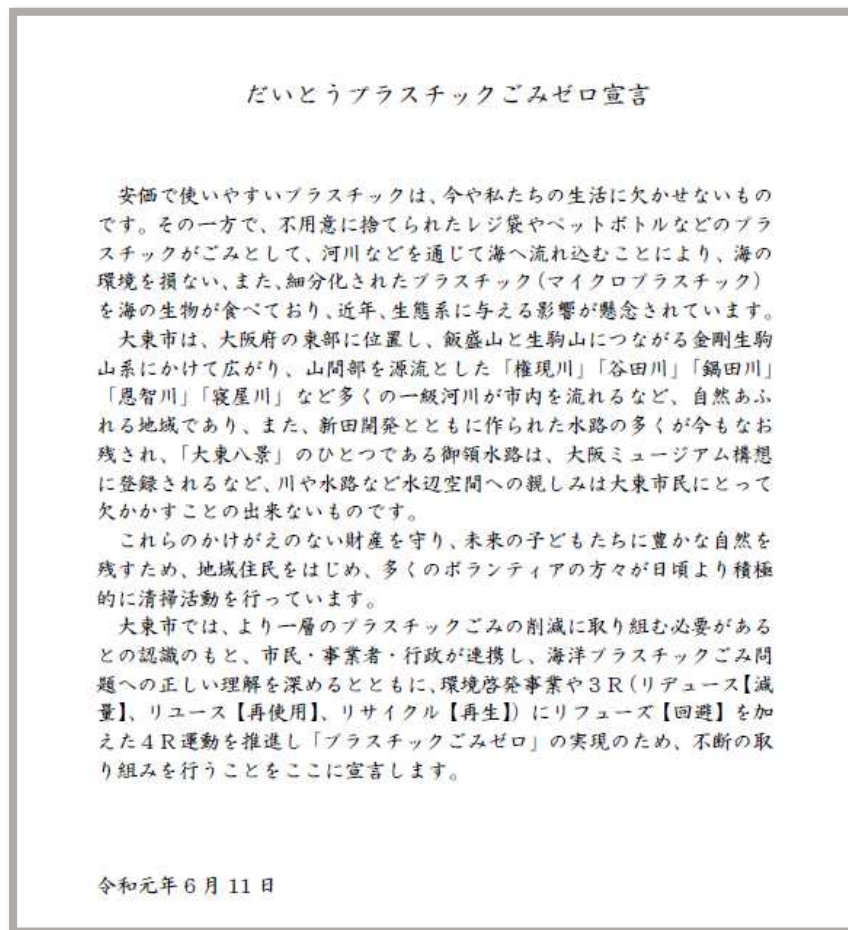 だいとうプラスチックごみゼロ宣言
安価で使いやすいプラスチックは、今や私たちの生活に欠かせないもの
です。その一方で、不用意に捨てられたレジ袋やペットボトルなどのプラ
スチックがごみとして、河川などを通じて海へ流れ込むことにより、海の
環境を損ない、また、細分化されたプラスチック（マイクロプラスチック）
を海の生物が食べており、近年、生態系に与える影響が懸念されています。
大東市は、大阪府の東部に位置し、飯盛山と生駒山につながる金剛生駒
山系にかけて広がり、山間部を源流とした「権現川」「谷田川」「鍋田川」
「恩智川」「寝屋川」など多くの一級河川が市内を流れるなど、自然あふ
れる地域であり、また、新田開発とともに作られた水路の多くが今もなお
残され、「大東八景」のひとつである御領水路は、大阪ミュージアム構想
に登録されるなど、川や水路など水辺空間への親しみは大東市民にとって
欠かかすことの出来ないものです。
これらのかけがえのない財産を守り、未来の子どもたちに豊かな自然を
残すため、地域住民をはじめ、多くのボランティアの方々が日頃より積極
的に清掃活動を行っています。
大東市では、より一層のプラスチックごみの削減に取り組む必要がある
との認識のもと、市民・事業者・行政が連携し、海洋プラスチックごみ問
題への正しい理解を深めるとともに、環境啓発事業や３Ｒ（リデュース【減
量】、リユース【再使用】、リサイクル【再生】）にリフューズ【回避】を加
えた４Ｒ運動を推進し「プラスチックごみゼロ」の実現のため、不断の取
り組みを行うことをここに宣言します。
令和元年６月 11 日